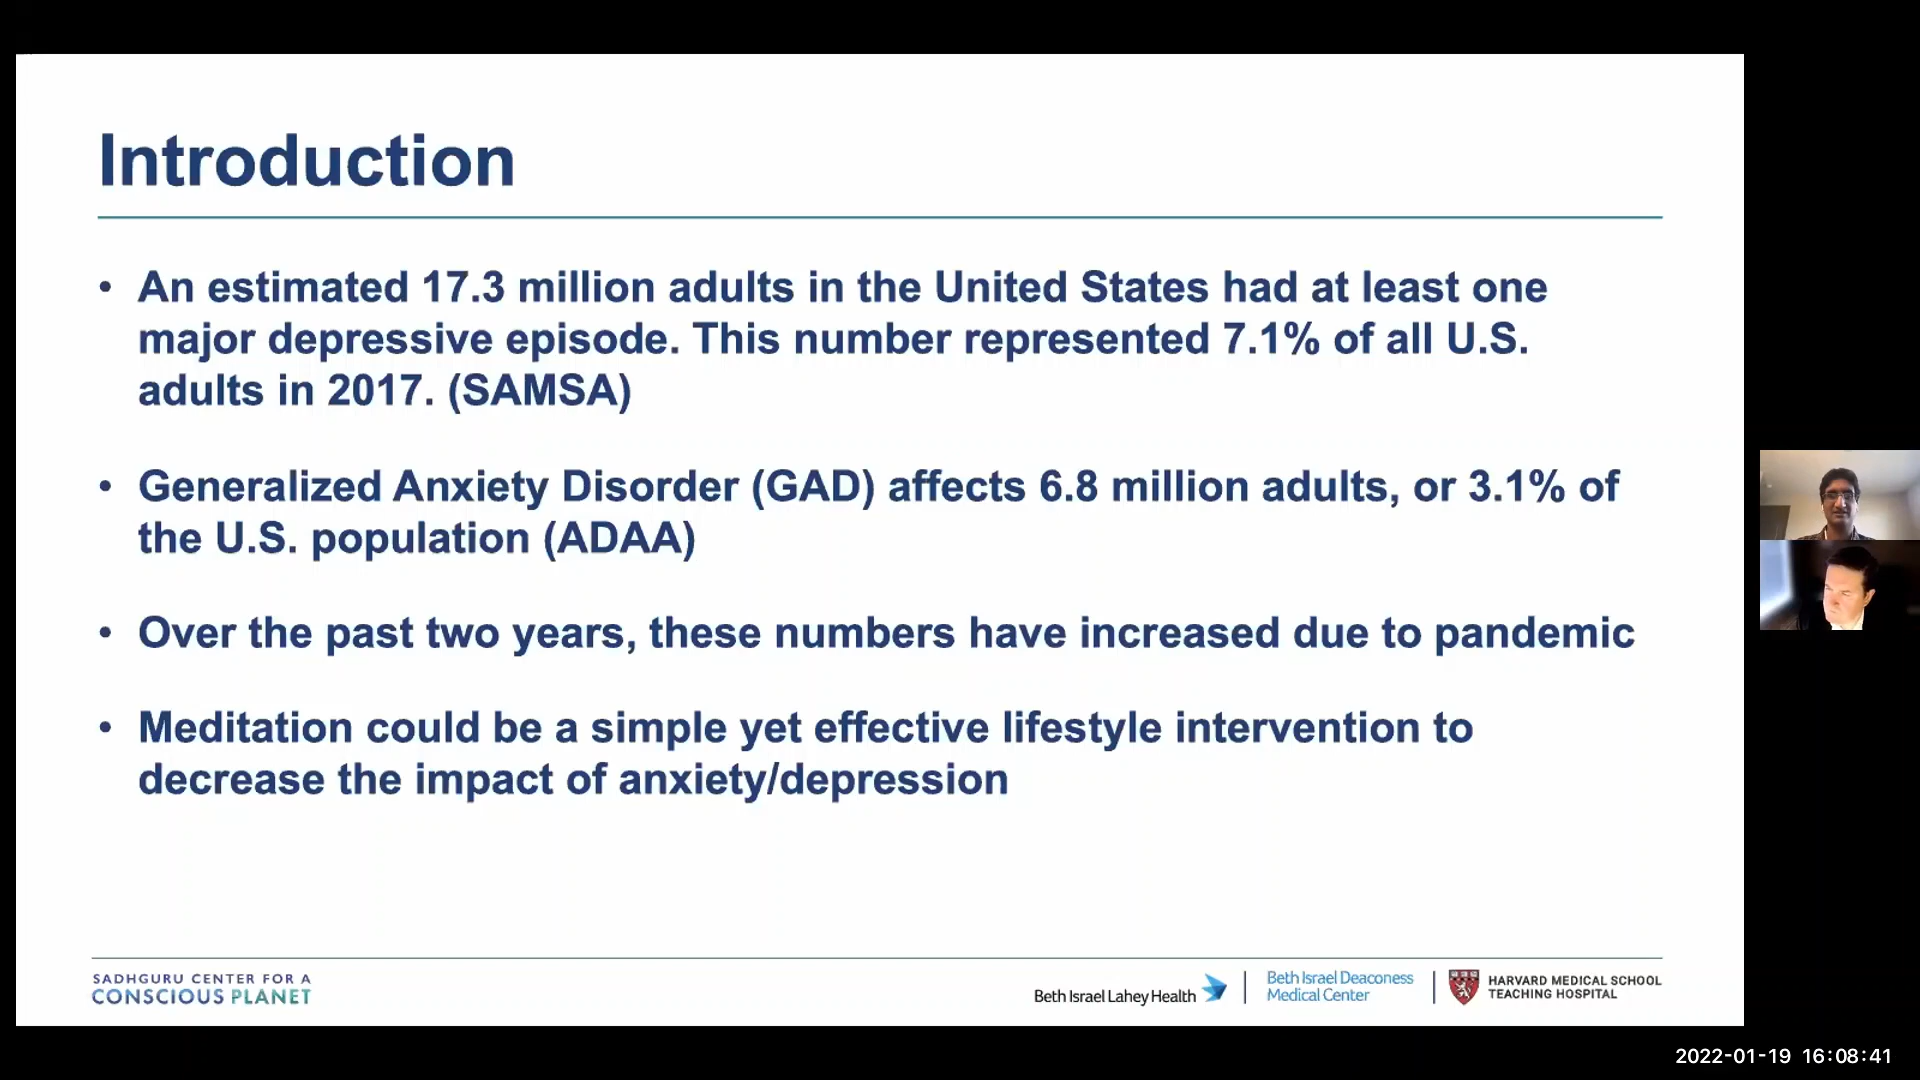 Introduction
• An estimated 17.3 million adults in the United States had at least one
major depressive episode. This number represented 7.1% of all U.S.
adults in 2017. (SAMSA)
• Generalized Anxiety Disorder (GAD) affects 6.8 million adults, or 3.1% of
the U.S. population (ADAA)
• Over the past two years, these numbers have increased due to pandemic
• Meditation could be a simple yet effective lifestyle intervention to
decrease the impact of anxiety/depression
SADHGURU CENTER FOR A
CONSCIOUS PLANET
Beth Israel Lahey Health
Beth Israel Deaconess
Medical Center
HARVARD MEDICAL SCHOOL
TEACHING HOSPITAL
2022-01-19 16:08:41